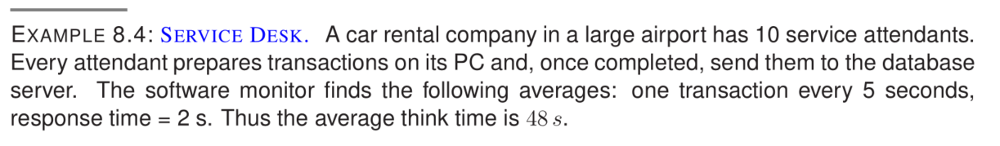 EXAMPLE 8.4: SERVICE DESK. A car rental company in a large airport has 10 service attendants.
Every attendant prepares transactions on its PC and, once completed, send them to the database
server. The software monitor finds the following averages: one transaction every 5 seconds,
response time = 2 s. Thus the average think time is 48 s.